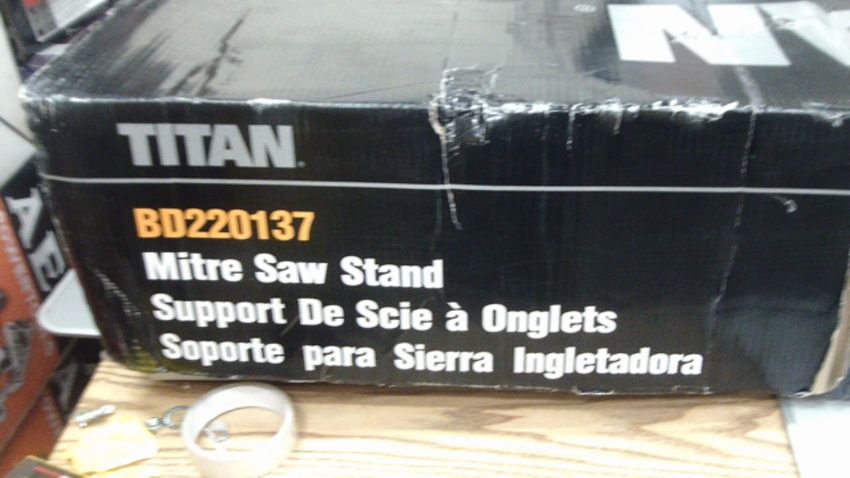 TITAN
BD220137
Mitre Saw Stand
Support De Scie à Onglets
Soporte para Sierra Ingletadora